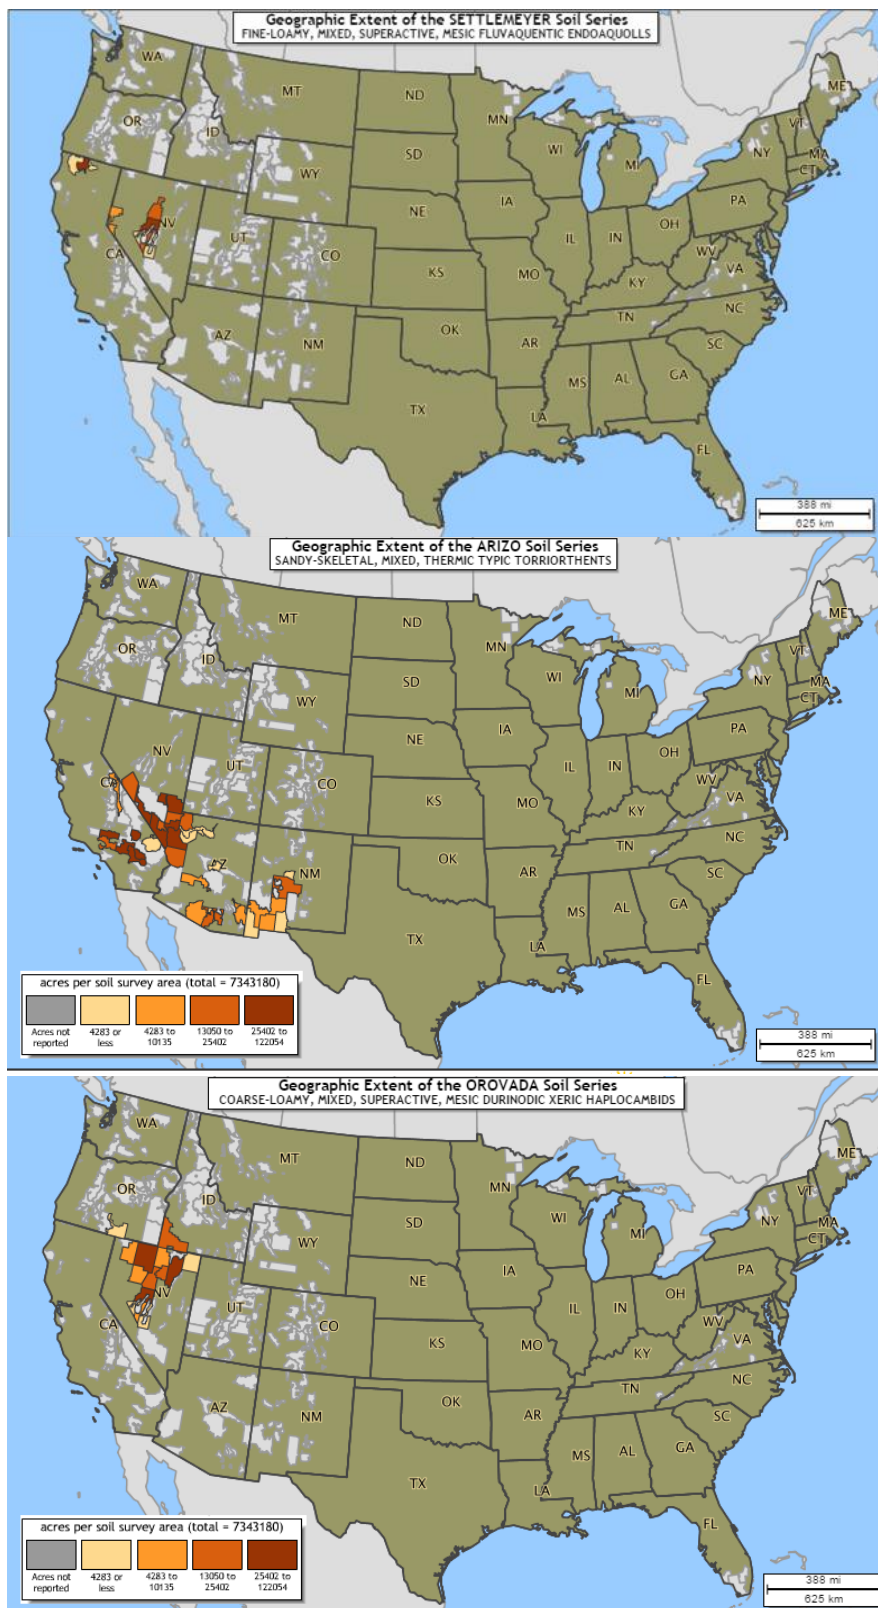 Geographic Extent of the SETTLEMEYER Soil Series
FINE-LOAMY, MIXED, SUPERACTIVE, MESIC FLUVAQUENTIC ENDOAQUOLLS
WA
MT
ND
MN
ME
OR
ID
SD
WI
MI
VT
NY
MA
CT
WY
IA
NE
PA
NV
UT
IL
IN
OH
CA
CO
WV
VA
KS
MO
KY
AZ
NM
OK
AR
TN
NC
SC
MS
AL
GA
TX
LA
FL
388 mi
625 km
Geographic Extent of the ARIZO Soil Series
SANDY-SKELETAL, MIXED, THERMIC TYPIC TORRIORTHENTS
WA
MT
ND
MN
ME
OR
ID
SD
WI
MI
VT
NY
MA
CT
WY
IA
NE
PA
NV
UT
IL
IN
OH
CA
CO
WV
VA
KS
MO
KY
AZ
NM
OK
AR
TN
NC
SC
MS
AL
GA
TX
LA
FL
acres per soil survey area (total = 7343180)
Acres not reported
4283 or less
4283 to 10135
13050 to 25402
25402 to 122054
388 mi
625 km
Geographic Extent of the OROVADA Soil Series
COARSE-LOAMY, MIXED, SUPERACTIVE, MESIC DURINODIC XERIC HAPLOCAMBIDS
WA
MT
ND
MN
ME
OR
ID
SD
WI
MI
VT
NY
MA
CT
WY
IA
NE
PA
NV
UT
IL
IN
OH
CA
CO
WV
VA
KS
MO
KY
AZ
NM
OK
AR
TN
NC
SC
MS
AL
GA
TX
LA
FL
acres per soil survey area (total = 7343180)
Acres not reported
4283 or less
4283 to 10135
13050 to 25402
25402 to 122054
388 mi
625 km